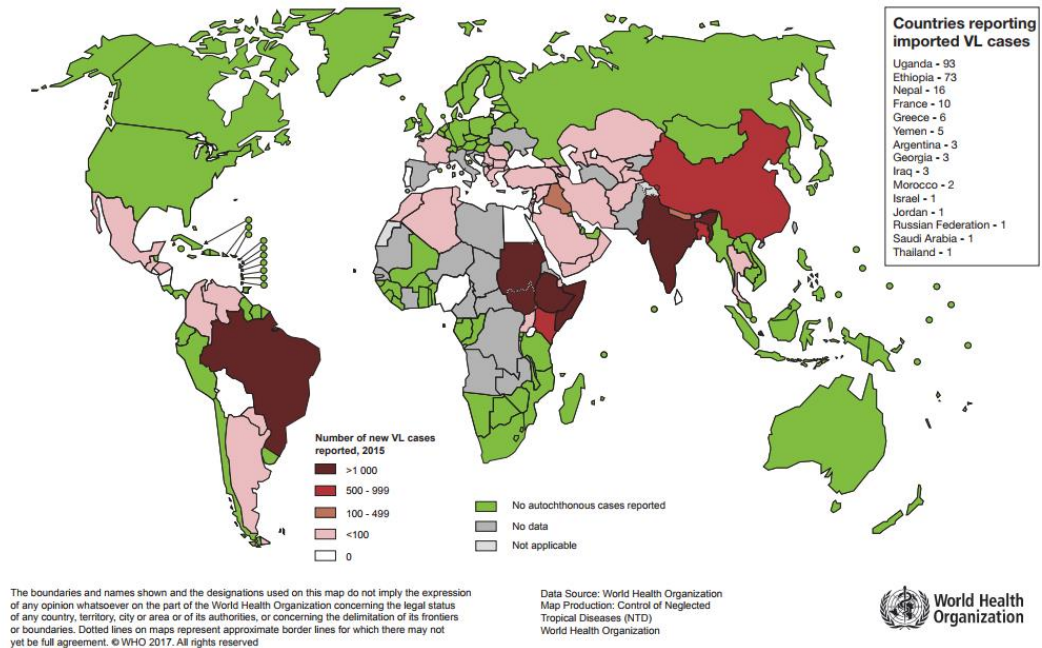 Countries reporting
imported VL cases
Uganda - 93
Ethiopia - 73
Nepal - 16
France - 10
Greece - 6
Yemen - 5
Argentina - 3
Georgia - 3
Iraq - 3
Morocco - 2
Israel - 1
Jordan - 1
Russian Federation - 1
Saudi Arabia - 1
Thailand - 1
Number of new VL cases
reported, 2015
>1 000
500 - 999
100 - 499
<100
0
No autochthonous cases reported
No data
Not applicable
The boundaries and names shown and the designations used on this map do not imply the expression
of any opinion whatsoever on the part of the World Health Organization concerning the legal status
of any country, territory, city or area or of its authorities, or concerning the delimitation of its frontiers
or boundaries. Dotted lines on maps represent approximate border lines for which there may not
yet be full agreement. © WHO 2017. All rights reserved
Data Source: World Health Organization
Map Production: Control of Neglected
Tropical Diseases (NTD)
World Health Organization
World Health
Organization